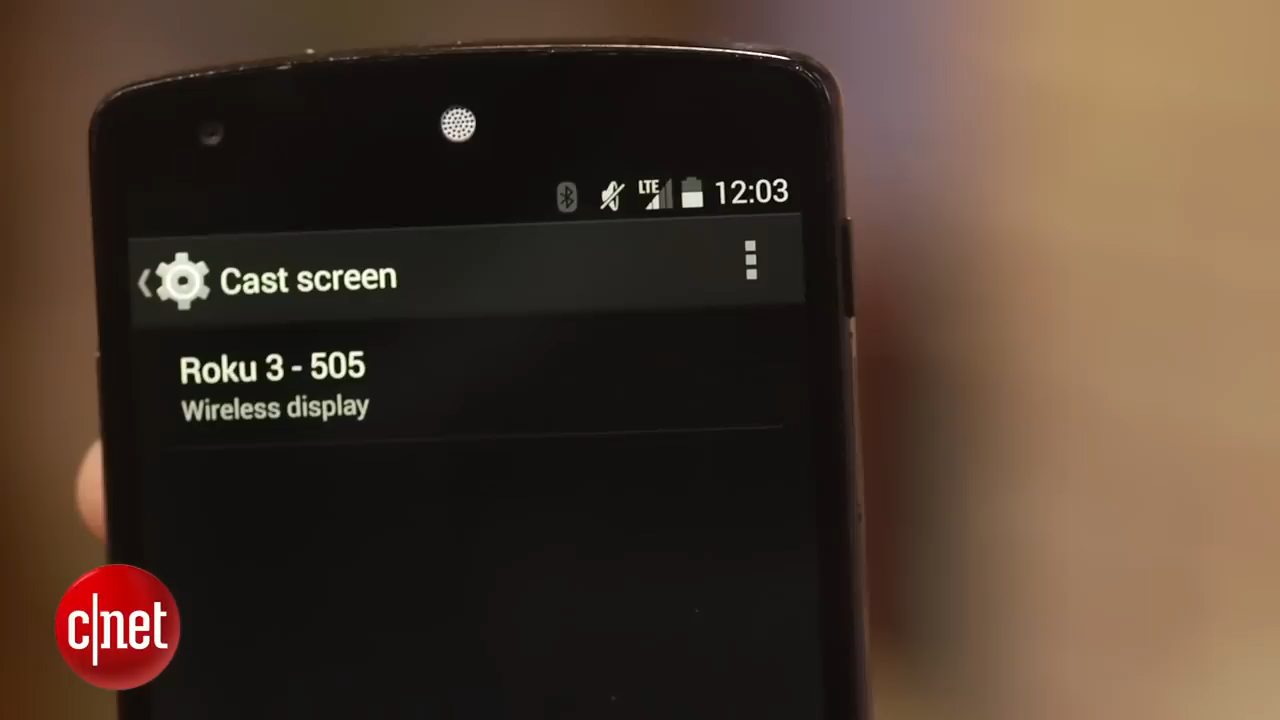 LTE 12:03
Cast screen
Roku 3 - 505
Wireless display
c|net